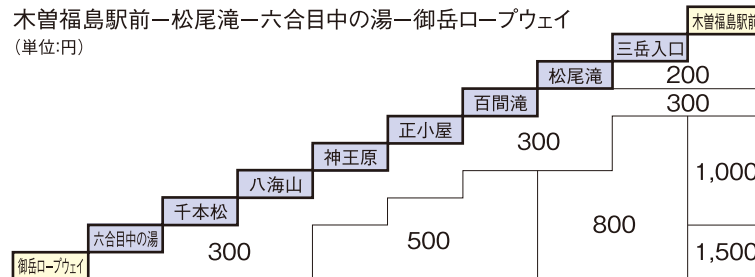 木曽福島駅前ー松尾滝ー六合目中の湯ー御岳ロープウェイ
(単位:円)
木曽福島駅前
三岳入口
松尾滝 200
百間滝 300
正小屋 300
神王原
八海山 1,000
千本松
六合目中の湯 300 500 800
御岳ロープウェイ 1,500